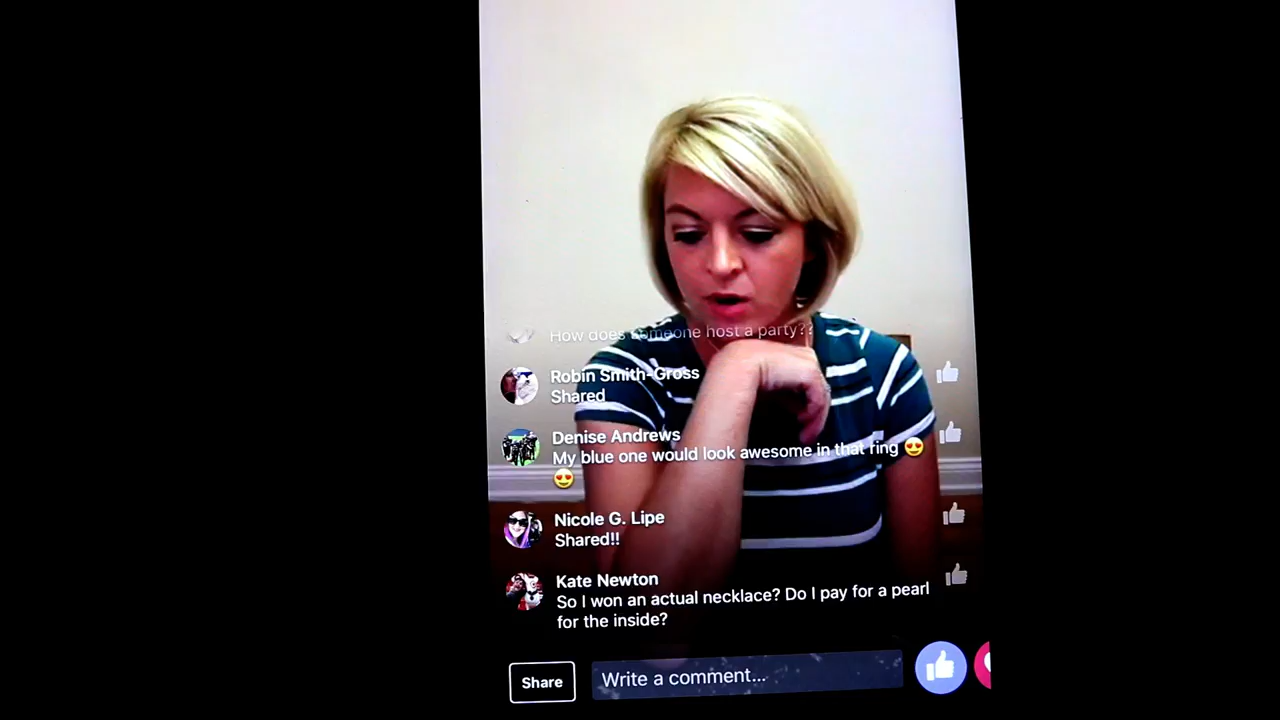 How does someone host a party??
Robin Smith-Gross
Shared
Denise Andrews
My blue one would look awesome in that ring 😍
😍
Nicole G. Lipe
Shared!!
Kate Newton
So I won an actual necklace? Do I pay for a pearl
for the inside?
Share
Write a comment...